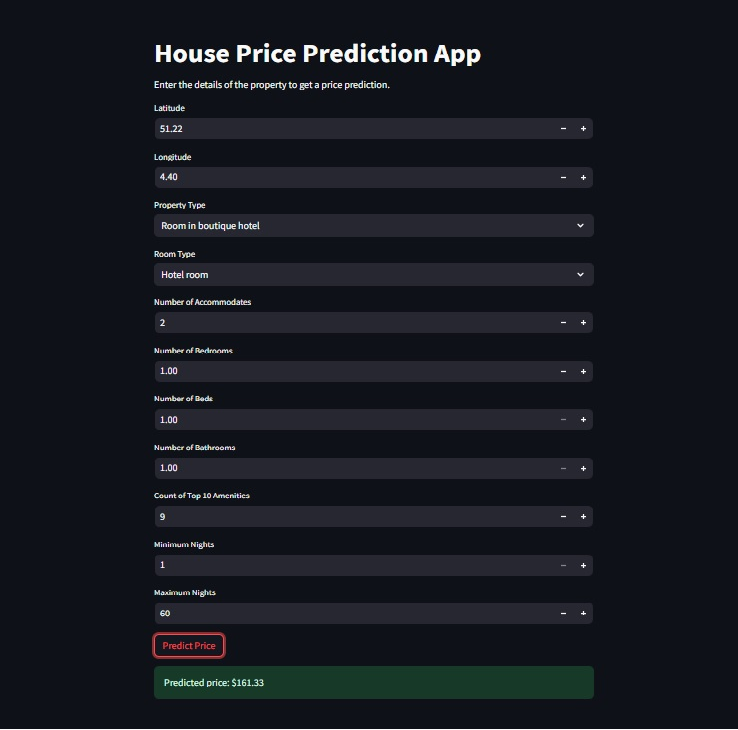 House Price Prediction App
Enter the details of the property to get a price prediction.
Latitude
51.22
Longitude
4.40
Property Type
Room in boutique hotel
Room Type
Hotel room
Number of Accommodates
2
Number of Bedrooms
1.00
Number of Beds
1.00
Number of Bathrooms
1.00
Count of Top 10 Amenities
9
Minimum Nights
1
Maximum Nights
60
Predict Price
Predicted price: $161.33